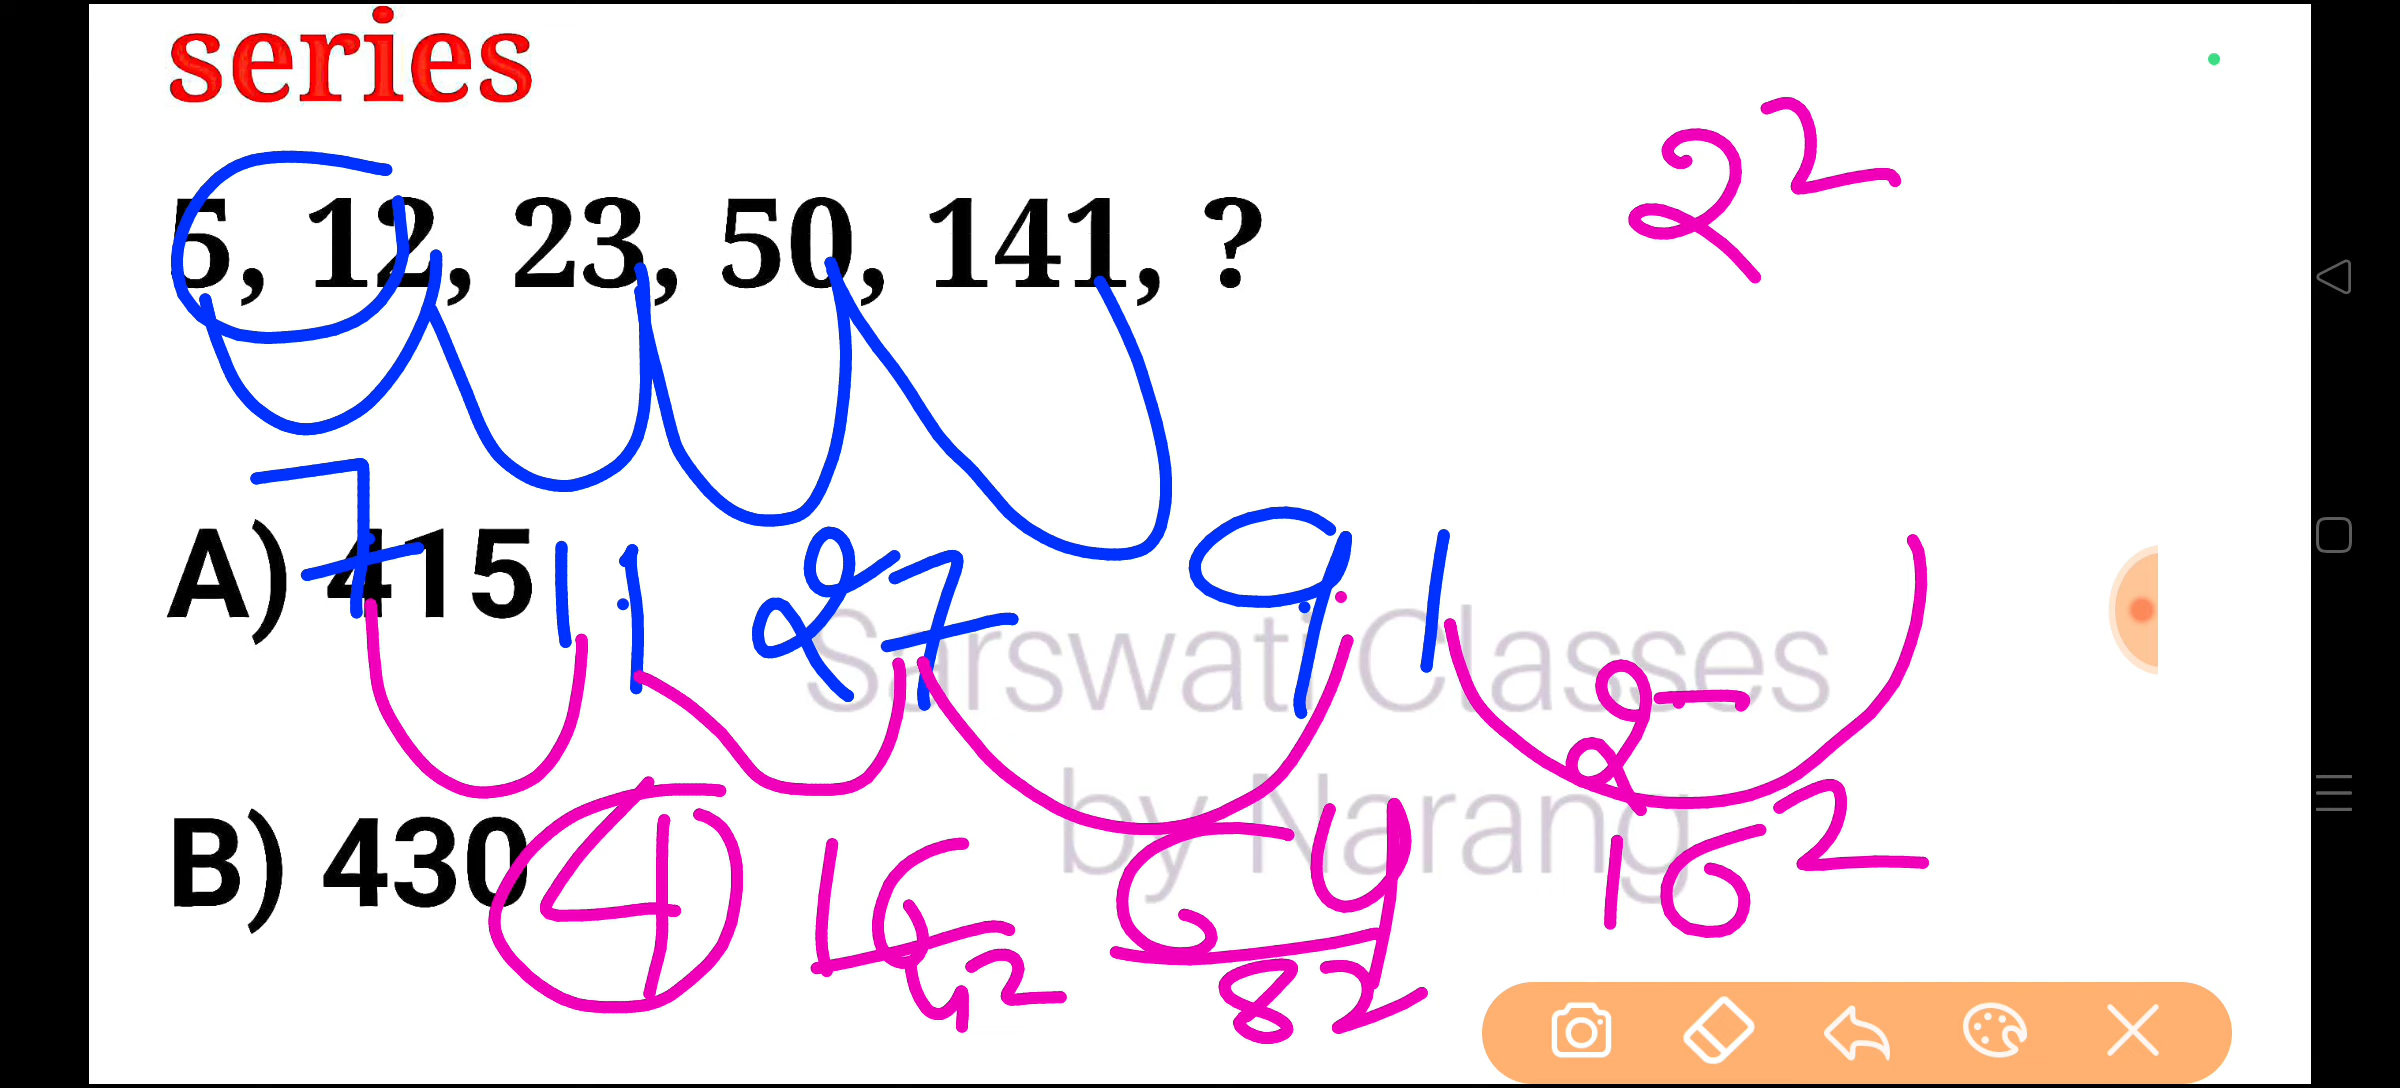 series
2²
5, 12, 23, 50, 141, ?
7 11 27 91
A) 415
Sarswati Classes
by Narang
B) 430
4 16 64
4² 8² 16²